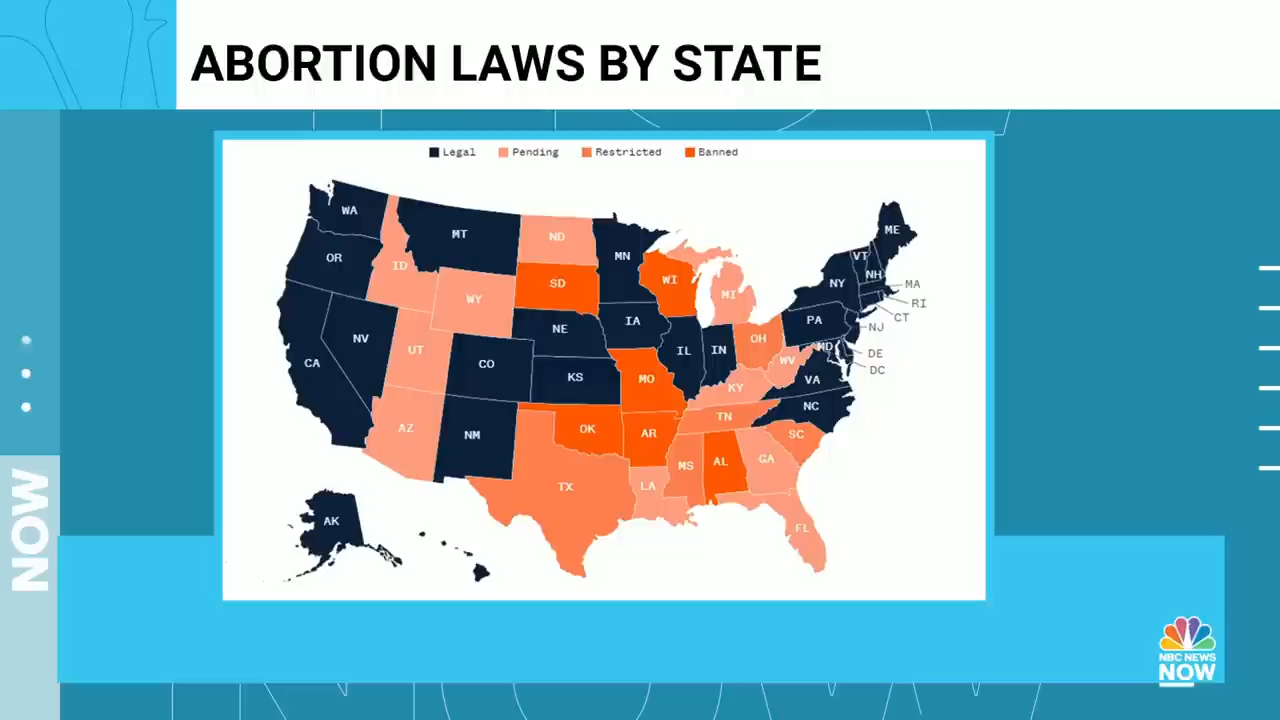 ABORTION LAWS BY STATE
Legal Pending Restricted Banned
WA
MT
ND
MN
ME
OR
ID
VT
NH
SD
WI
MI
NY
MA
WY
RI
CT
NV
NE
IA
PA
NJ
UT
IL
IN
OH
MD
DE
CA
CO
WV
DC
KS
MO
KY
VA
NC
AZ
NM
OK
AR
TN
SC
TX
LA
MS
AL
GA
FL
AK
NOW
NBC NEWS
NOW